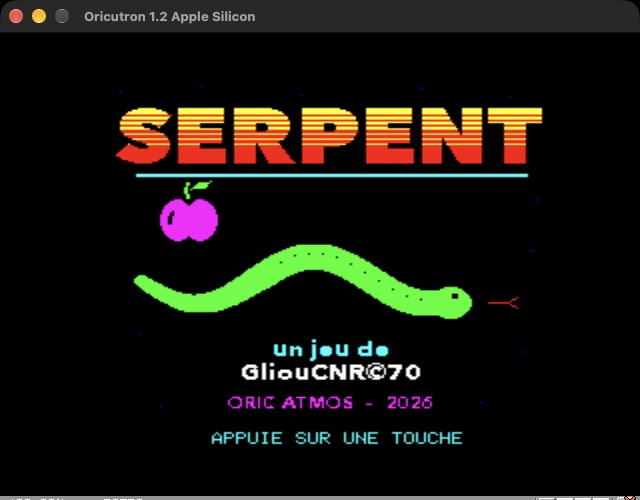 Oricutron 1.2 Apple Silicon
SERPENT
un jeu de
GliouCNR©70
ORIC ATMOS - 2026
APPUIE SUR UNE TOUCHE